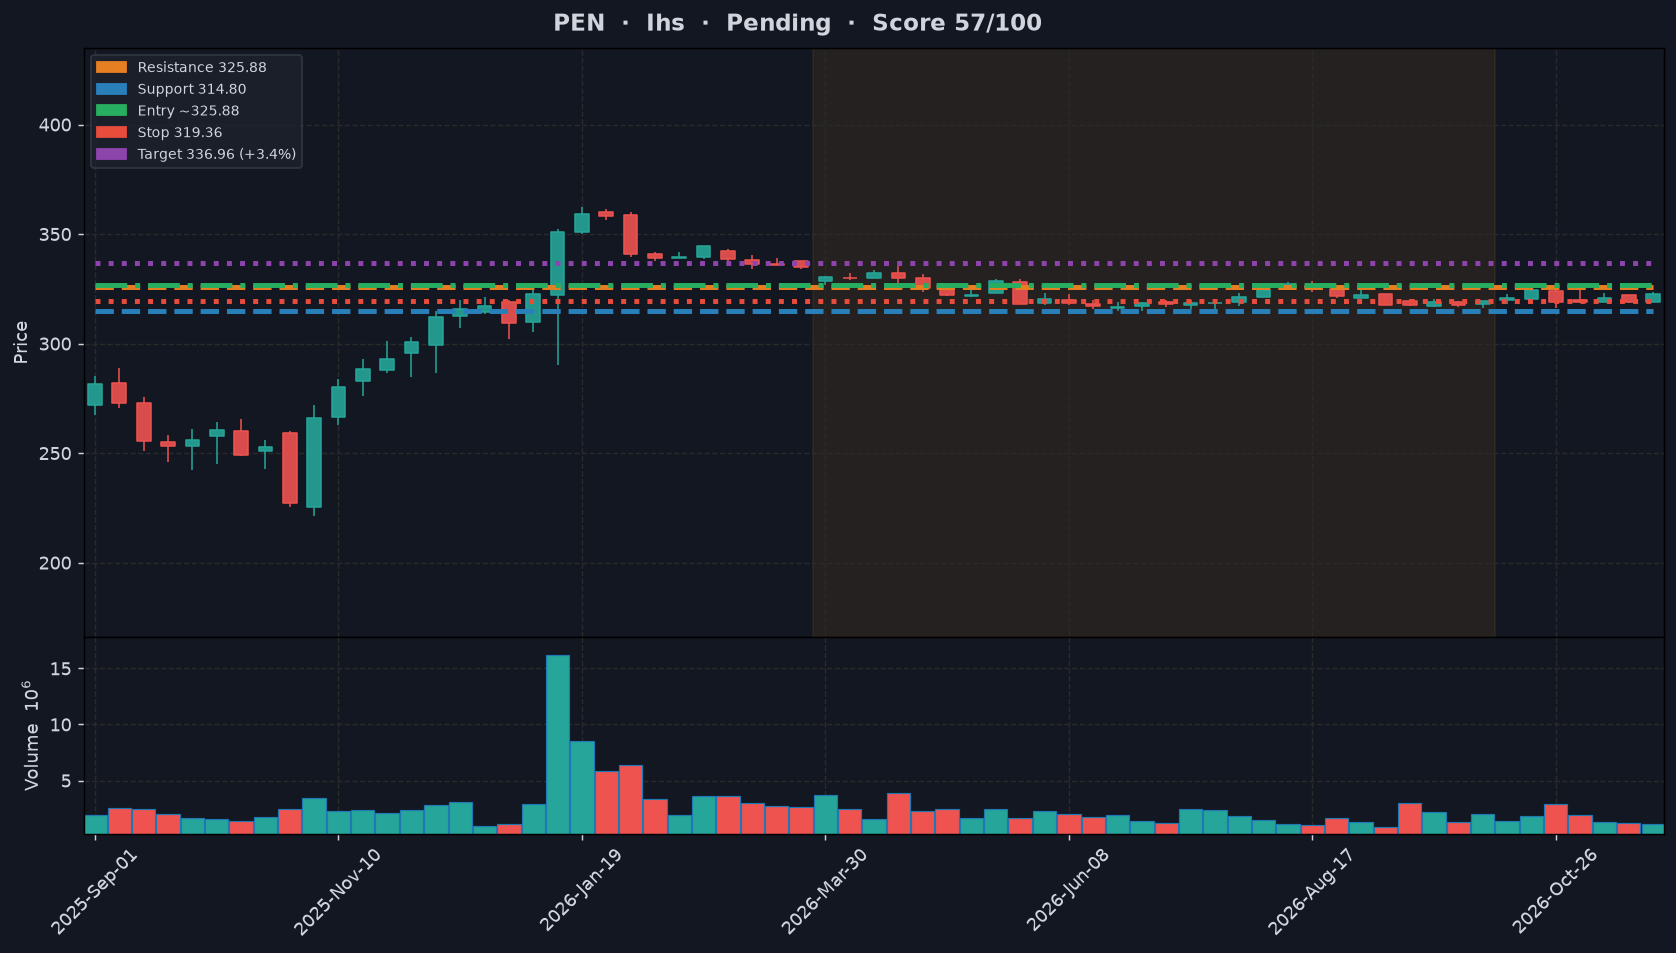 PEN · Ihs · Pending · Score 57/100
Resistance 325.88
Support 314.80
Entry ~325.88
Stop 319.36
Target 336.96 (+3.4%)
Price
400
350
300
250
200
Volume 10⁶
15
10
5
2025-Sep-01
2025-Nov-10
2026-Jan-19
2026-Mar-30
2026-Jun-08
2026-Aug-17
2026-Oct-26